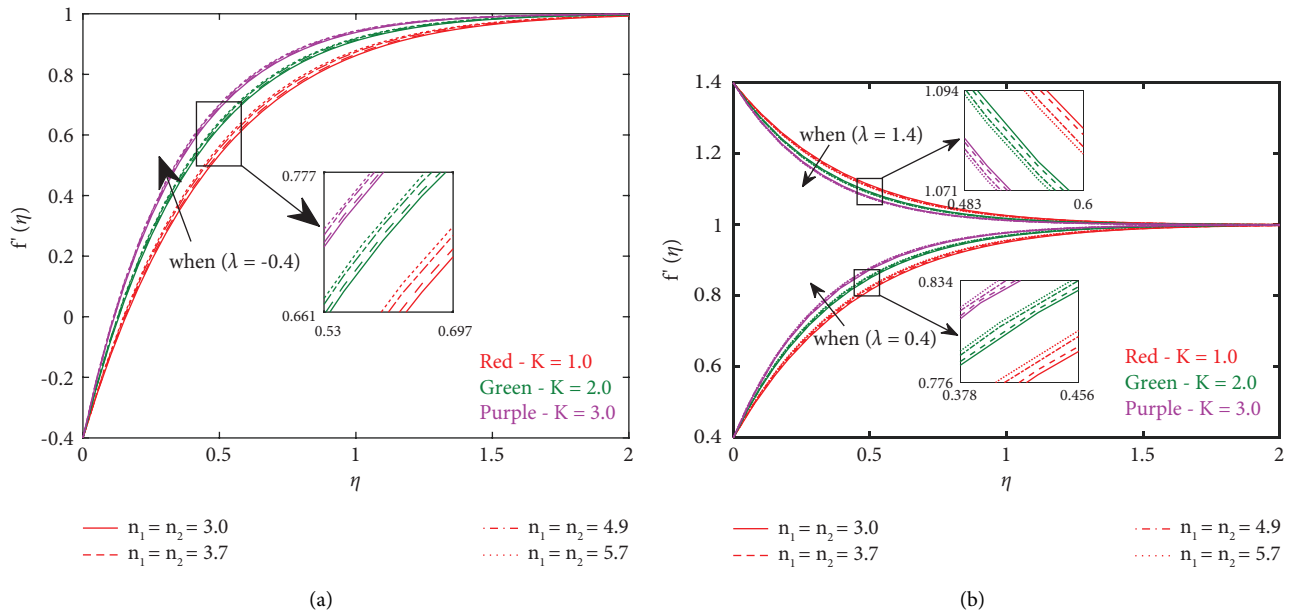 1
0.8
0.6
0.4
0.2
0
-0.2
-0.4
f' (η)
0 0.5 1 1.5 2
η
when (λ = -0.4)
0.777
0.661
0.53 0.697
Red - K = 1.0
Green - K = 2.0
Purple - K = 3.0
n₁ = n₂ = 3.0
n₁ = n₂ = 3.7
n₁ = n₂ = 4.9
n₁ = n₂ = 5.7
(a)
1.4
1.2
1
0.8
0.6
0.4
f' (η)
0 0.5 1 1.5 2
η
when (λ = 1.4)
1.094
1.071
0.483 0.6
when (λ = 0.4)
0.834
0.776
0.378 0.456
Red - K = 1.0
Green - K = 2.0
Purple - K = 3.0
n₁ = n₂ = 3.0
n₁ = n₂ = 3.7
n₁ = n₂ = 4.9
n₁ = n₂ = 5.7
(b)